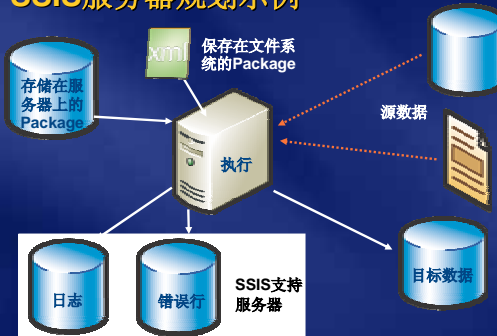 SSIS服务器规划示例
xml
保存在文件系
统的Package
存储在服
务器上的
Package
源数据
执行
日志
错误行
SSIS支持
服务器
目标数据